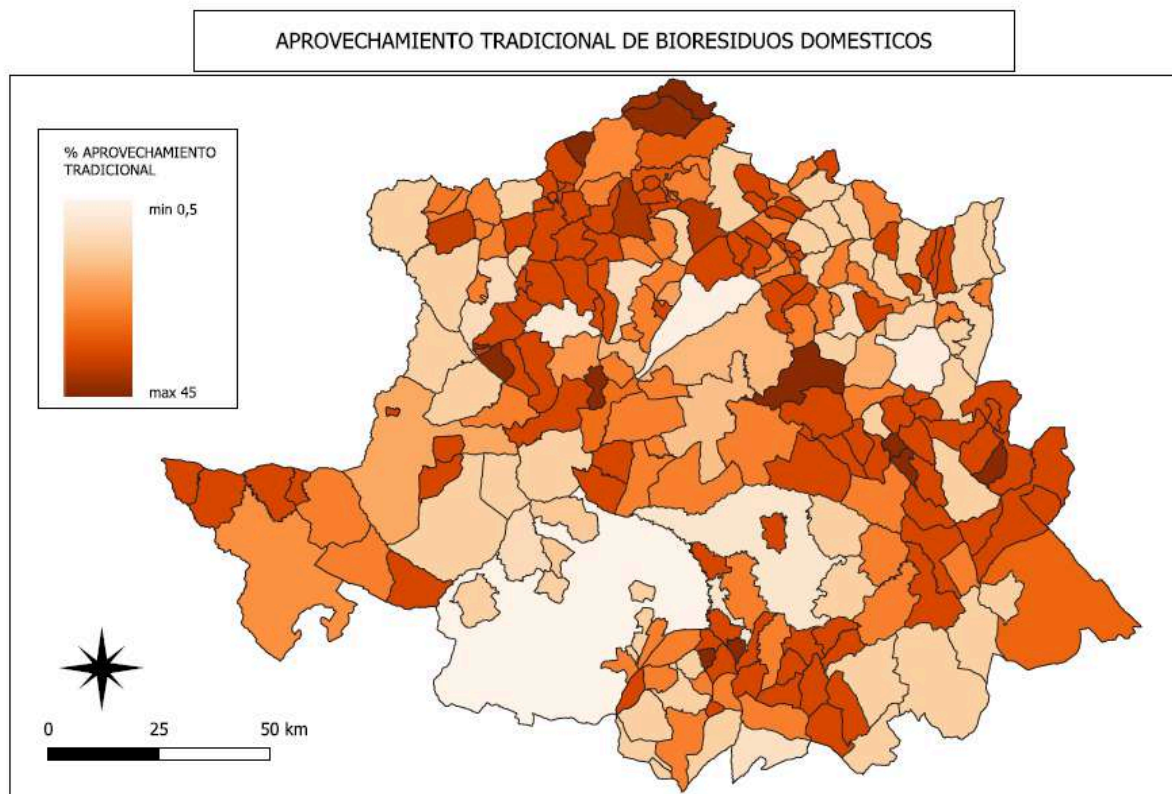 APROVECHAMIENTO TRADICIONAL DE BIORESIDUOS DOMESTICOS
% APROVECHAMIENTO
TRADICIONAL
min 0,5
max 45
0 25 50 km